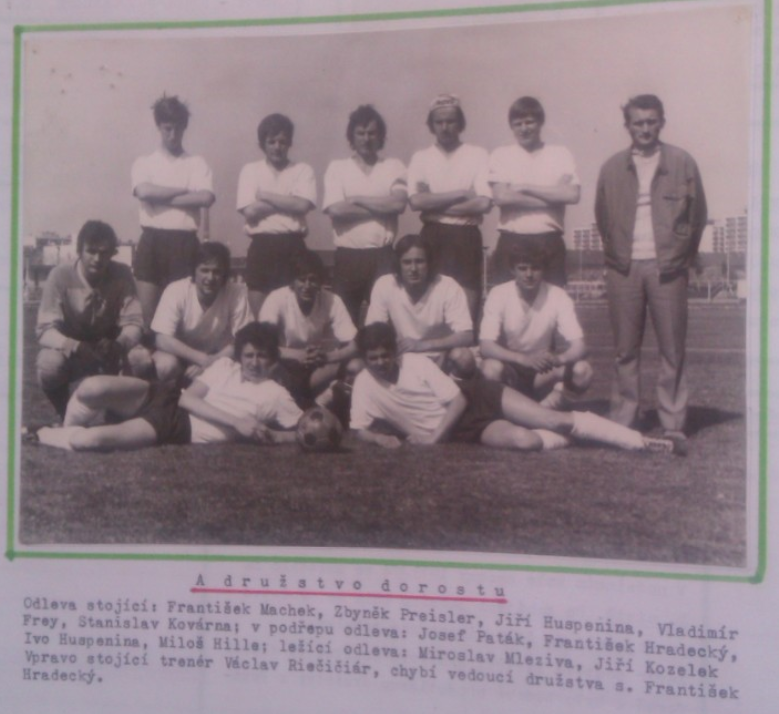 A družstvo dorostu
Odleva stojící: František Machek, Zbyněk Preisler, Jiří Huspenina, Vladimír
Frey, Stanislav Kovárna; v podřepu odleva: Josef Paták, František Hradecký,
Ivo Huspenina, Miloš Hille; ležící odleva: Miroslav Mleziva, Jiří Kozelek
Vpravo stojící trenér Václav Riečičiár, chybí vedoucí družstva s. František
Hradecký.